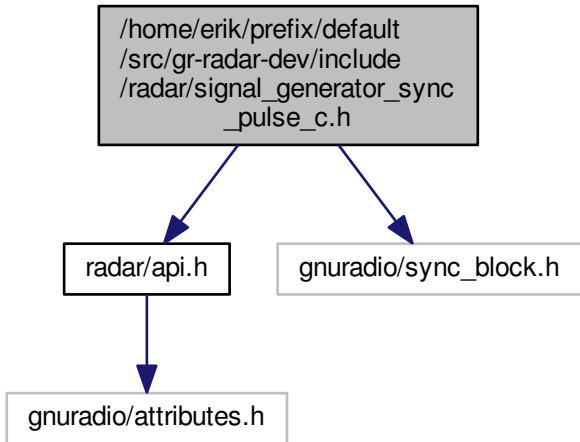 /home/erik/prefix/default
/src/gr-radar-dev/include
/radar/signal_generator_sync
_pulse_c.h
radar/api.h
gnuradio/sync_block.h
gnuradio/attributes.h